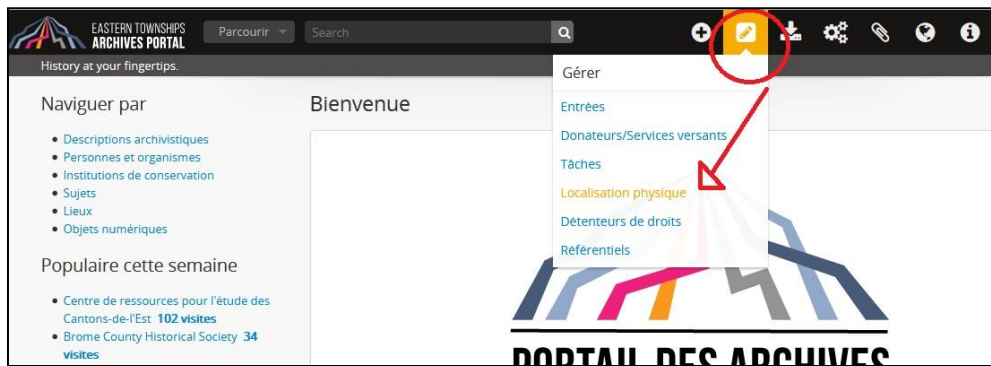 EASTERN TOWNSHIPS
ARCHIVES PORTAL
Parcourir
Search
History at your fingertips.
Gérer
Entrées
Donateurs/Services versants
Tâches
Localisation physique
Détenteurs de droits
Référentiels
Naviguer par
Descriptions archivistiques
Personnes et organismes
Institutions de conservation
Sujets
Lieux
Objets numériques
Populaire cette semaine
Centre de ressources pour l'étude des
Cantons-de-l'Est 102 visites
Brome County Historical Society 34
visites
Bienvenue
PORTAIL DES ARCHIVES